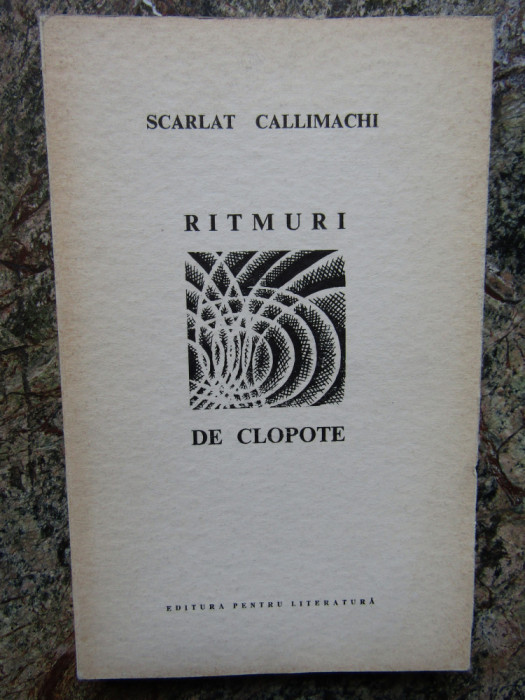 SCARLAT CALLIMACHI
RITMURI
DE CLOPOTE
EDITURA PENTRU LITERATURĂ